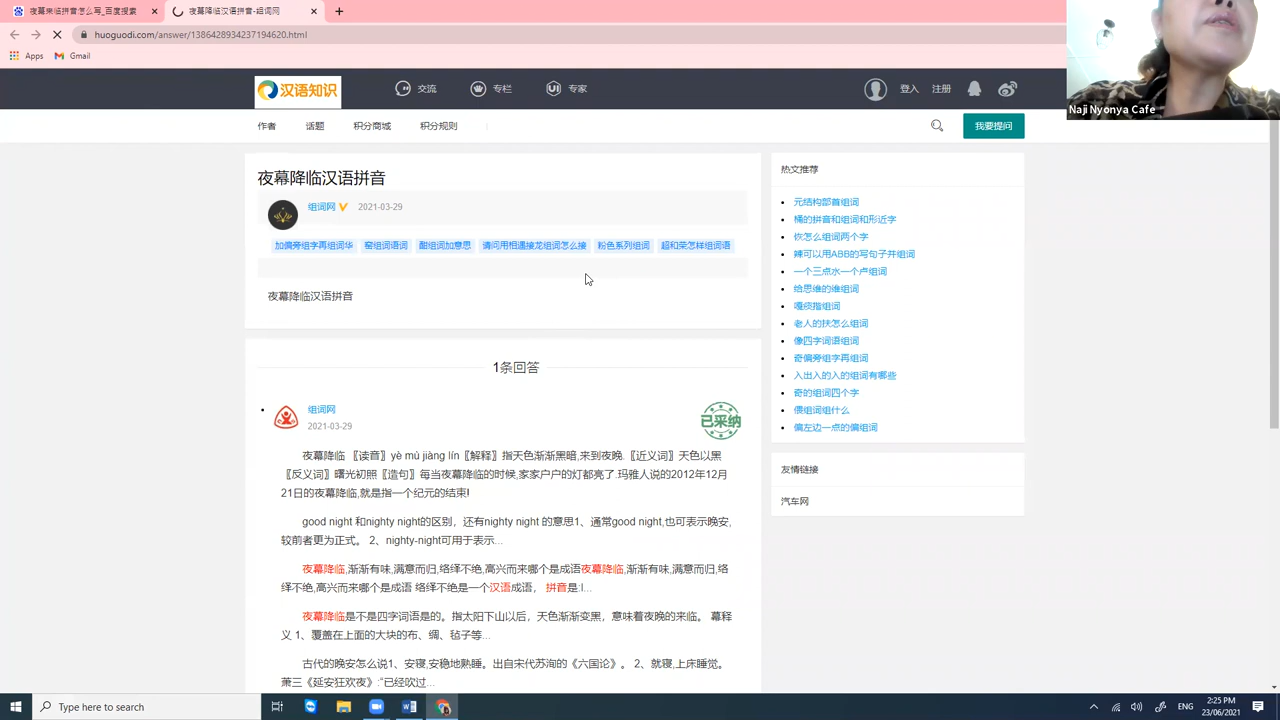 夜幕来临拼音怎么写_百度搜索
夜幕降临汉语拼音-组词网
huoguodi.com/answer/1386428934237194620.html
Apps
Gmail
Naji Nyonya Cafe
汉语知识
交流
专栏
专家
登入
注册
作者
话题
积分商城
积分规则
我要提问
夜幕降临汉语拼音
组词网
2021-03-29
加偏旁组字再组词华
窑组词语词
酣组词加意思
请问用相遇接龙组词怎么接
粉色系列组词
超和荣怎样组词语
夜幕降临汉语拼音
1条回答
组词网
2021-03-29
已采纳
夜幕降临 〖读音〗yè mù jiàng lín〖解释〗指天色渐渐黑暗,来到夜晚.〖近义词〗天色以黑
〖反义词〗曙光初照〖造句〗每当夜幕降临的时候,家家户户的灯都亮了.玛雅人说的2012年12月
21日的夜幕降临,就是指一个纪元的结束!
good night 和nighty night的区别，还有nighty night 的意思1、通常good night,也可表示晚安,
较前者更为正式。 2、nighty-night可用于表示...
夜幕降临,渐渐有味,满意而归,络绎不绝,高兴而来哪个是成语夜幕降临,渐渐有味,满意而归,络
绎不绝,高兴而来哪个是成语 络绎不绝是一个汉语成语， 拼音是:l...
夜幕降临是不是四字词语是的。指太阳下山以后，天色渐渐变黑，意味着夜晚的来临。 幕释
义 1、覆盖在上面的大块的布、绸、毡子等...
古代的晚安怎么说1、安寝,安稳地熟睡。出自宋代苏洵的《六国论》。 2、就寝,上床睡觉。
萧三《延安狂欢夜》:“已经吹过...
热文推荐
元结构部首组词
桶的拼音和组词和形近字
恢怎么组词两个字
辣可以用ABB的写句子并组词
一个三点水一个卢组词
给思维的维组词
嘎痰指组词
老人的扶怎么组词
像四字词语组词
奇偏旁组字再组词
入出入的入的组词有哪些
奇的组词四个字
偎组词组什么
偏左边一点的偏组词
友情链接
汽车网
Type here to search
ENG
2:25 PM
23/06/2021